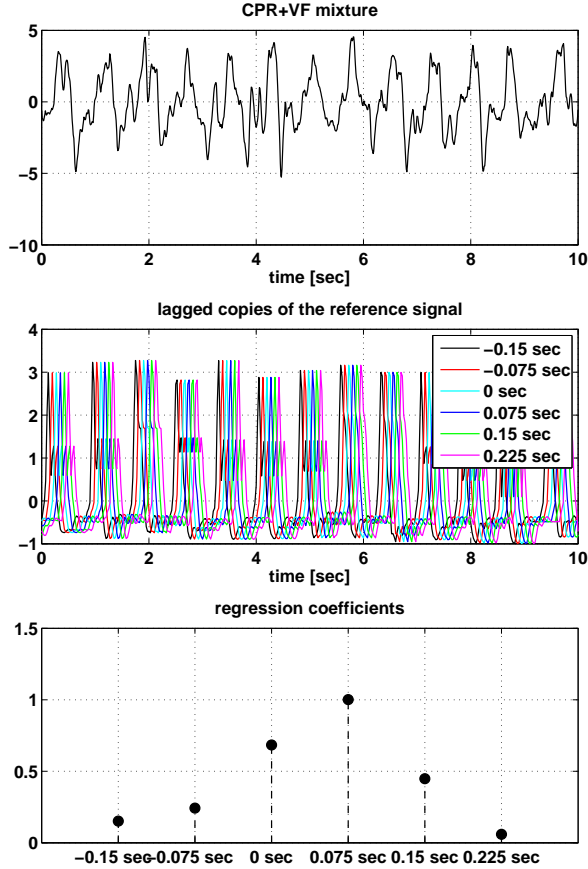 CPR+VF mixture
5
0
−5
−10
0 2 4 6 8 10
time [sec]
lagged copies of the reference signal
4
3
2
1
0
−1
−0.15 sec
−0.075 sec
0 sec
0.075 sec
0.15 sec
0.225 sec
0 2 4 6 8 10
time [sec]
regression coefficients
1.5
1
0.5
0
−0.15 sec −0.075 sec 0 sec 0.075 sec 0.15 sec 0.225 sec